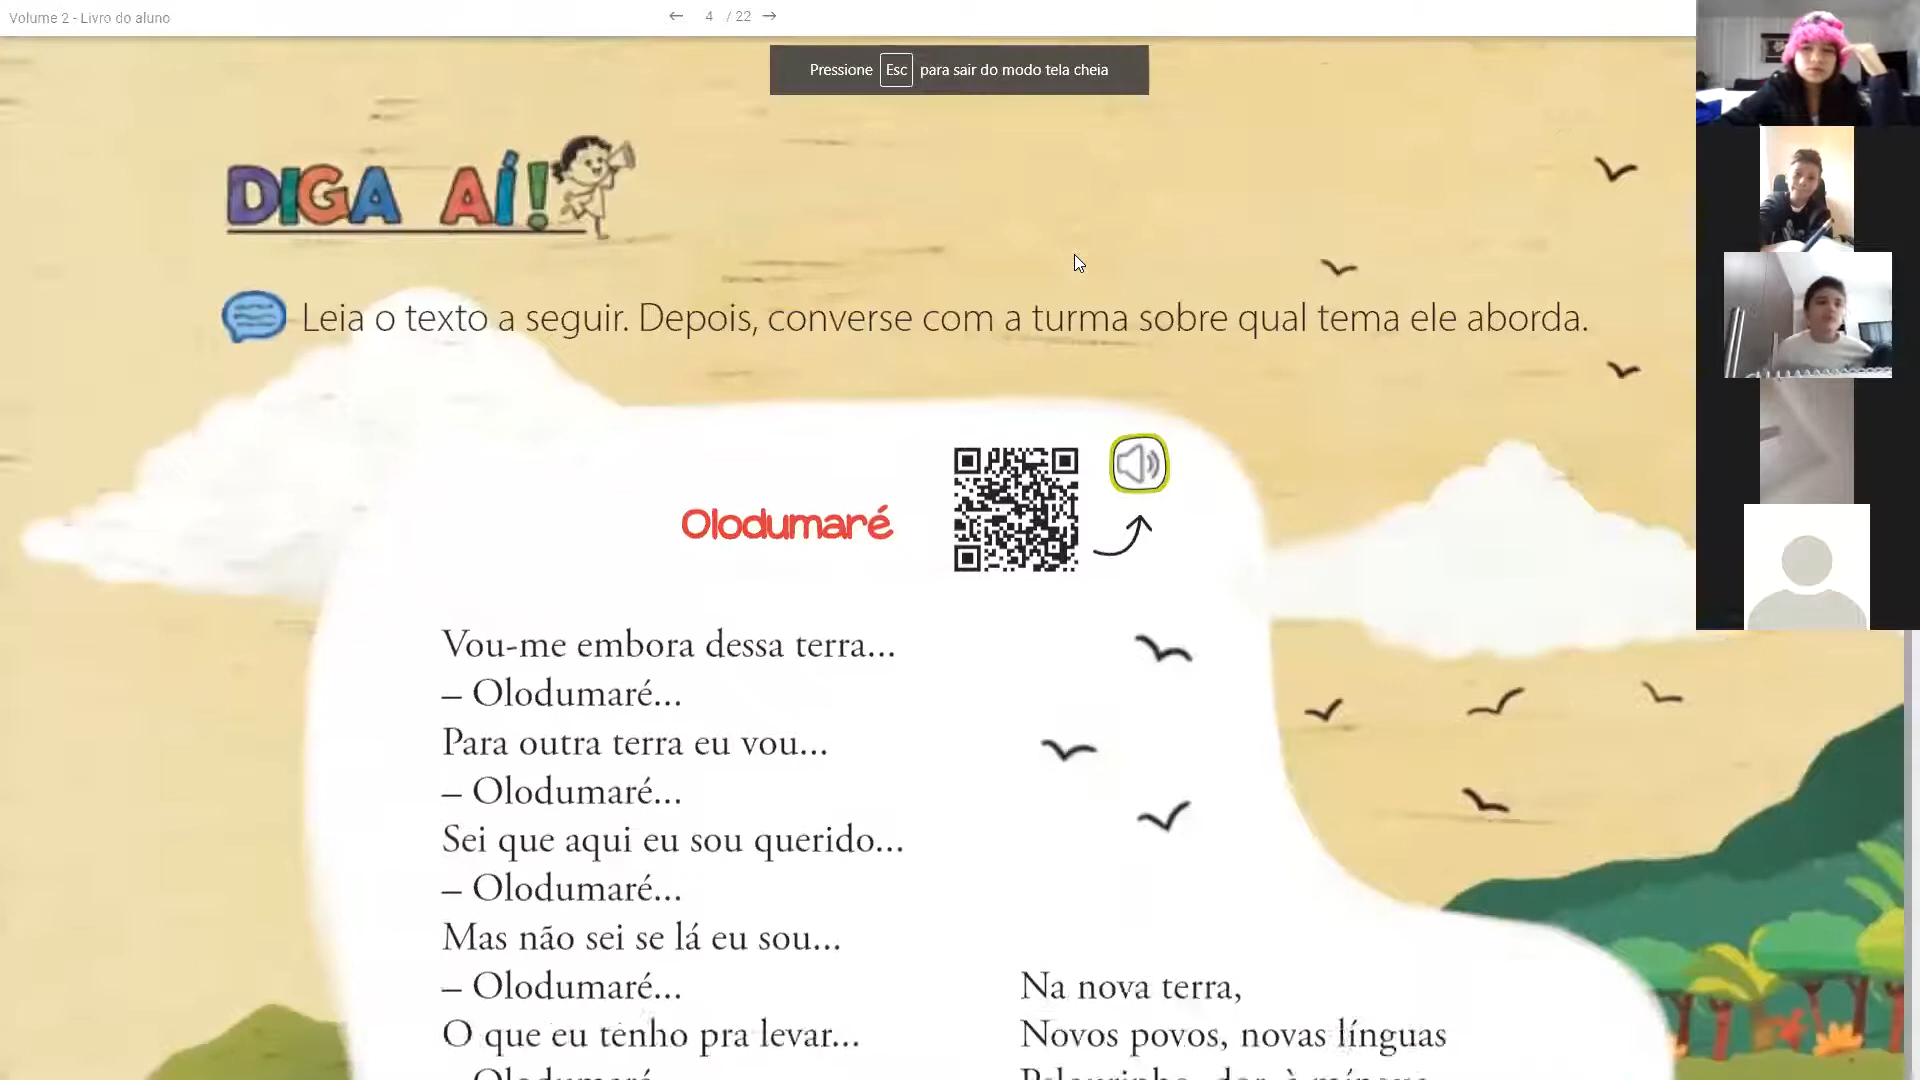 Volume 2 - Livro do aluno
← 4 / 22 →
Pressione Esc para sair do modo tela cheia
DIGA AÍ!
Leia o texto a seguir. Depois, converse com a turma sobre qual tema ele aborda.
Olodumaré
Vou-me embora dessa terra...
– Olodumaré...
Para outra terra eu vou...
– Olodumaré...
Sei que aqui eu sou querido...
– Olodumaré...
Mas não sei se lá eu sou...
– Olodumaré...
O que eu tenho pra levar...
Olodumaré
Na nova terra,
Novos povos, novas línguas